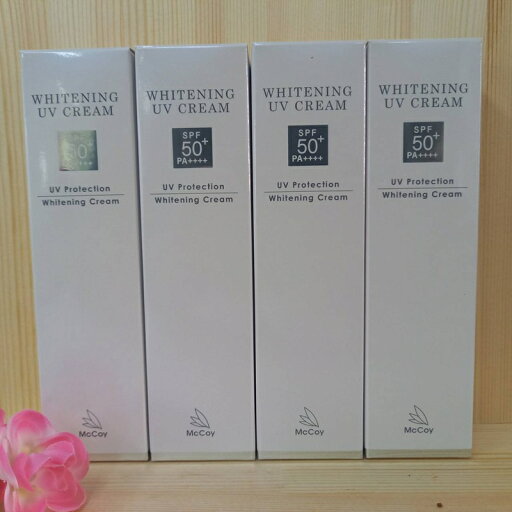 WHITENING
UV CREAM
50+
UV Protection
Whitening Cream
McCoy
WHITENING
UV CREAM
SPF
50+
PA++++
UV Protection
Whitening Cream
McCoy
WHITENING
UV CREAM
SPF
50+
PA++++
UV Protection
Whitening Cream
McCoy
WHITENING
UV CREAM
SPF
50+
PA++++
UV Protection
Whitening Cream
McCoy